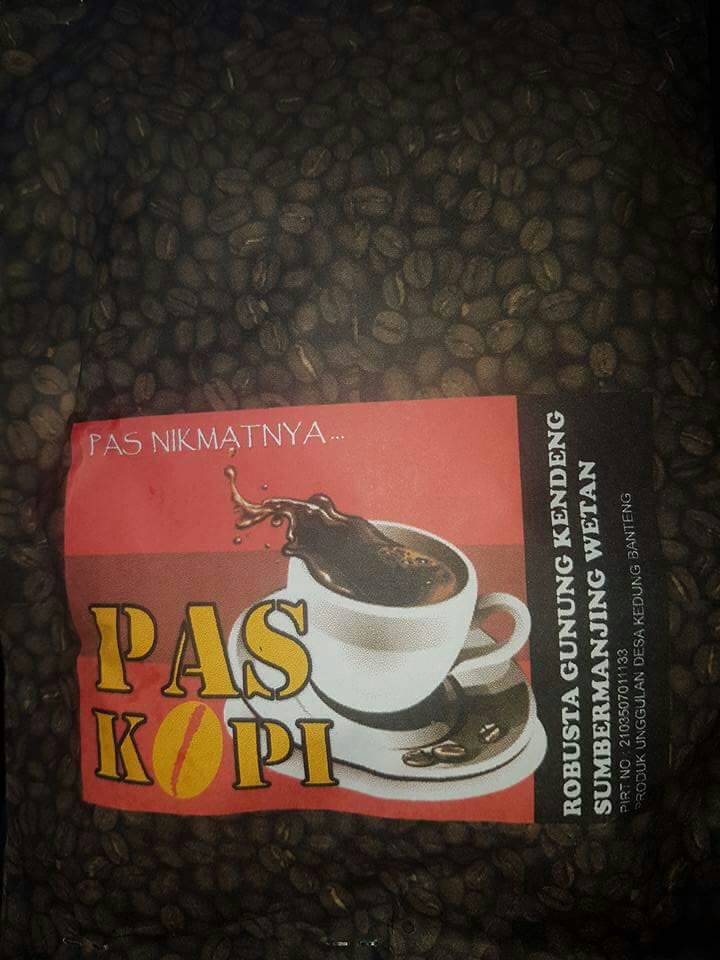 PAS NIKMATNYA...
PAS
KOPI
ROBUSTA GUNUNG KENDENG
SUMBERMANJING WETAN
PIRT NO : 2103507011133
PRODUK UNGGULAN DESA KEDUNG BANTENG